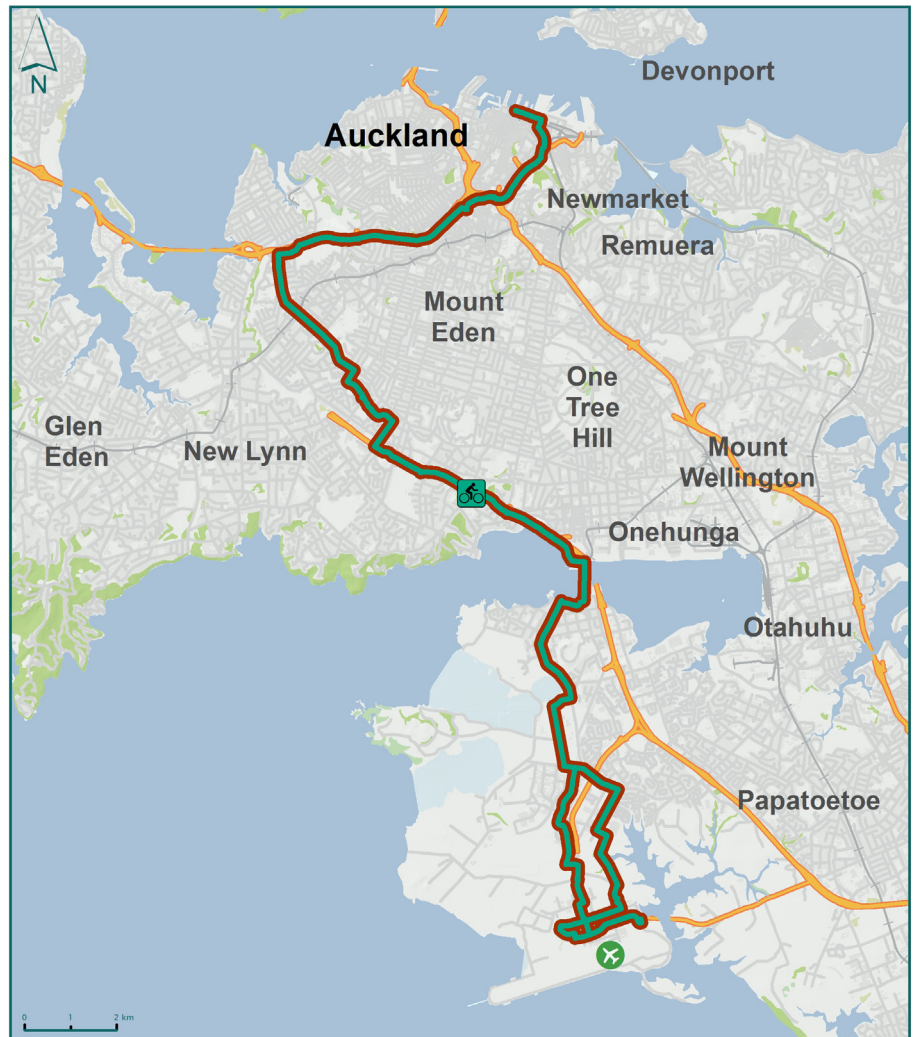 N
Devonport
Auckland
Newmarket
Remuera
Mount
Eden
One
Tree
Hill
Glen
Eden
New Lynn
Mount
Wellington
Onehunga
Otahuhu
Papatoetoe
0 1 2 km